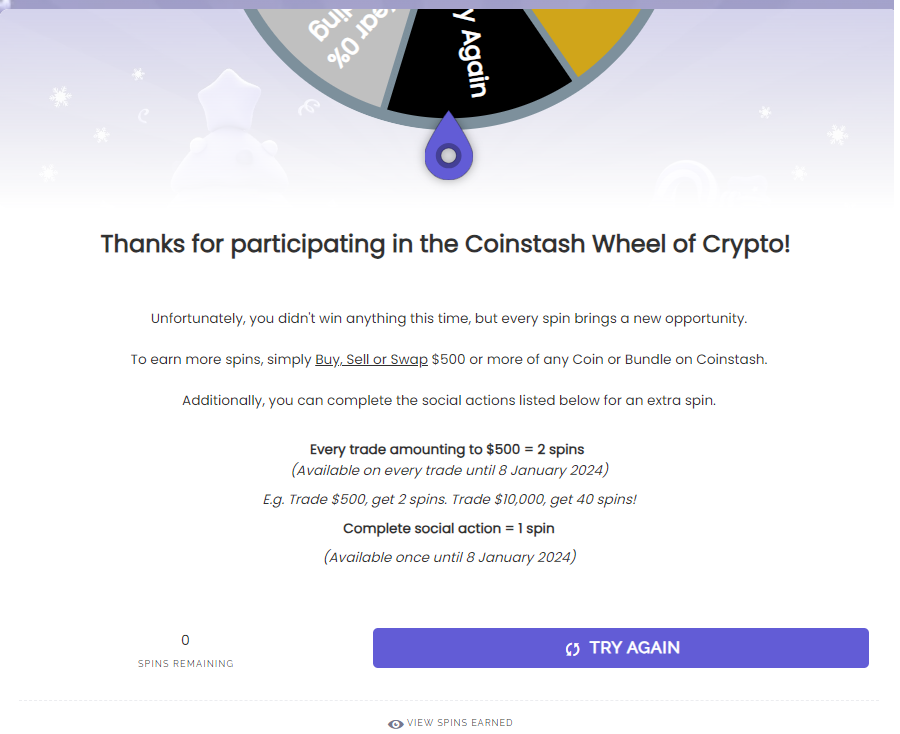 ear 0%
ding
y Again
Thanks for participating in the Coinstash Wheel of Crypto!
Unfortunately, you didn't win anything this time, but every spin brings a new opportunity.
To earn more spins, simply Buy, Sell or Swap $500 or more of any Coin or Bundle on Coinstash.
Additionally, you can complete the social actions listed below for an extra spin.
Every trade amounting to $500 = 2 spins
(Available on every trade until 8 January 2024)
E.g. Trade $500, get 2 spins. Trade $10,000, get 40 spins!
Complete social action = 1 spin
(Available once until 8 January 2024)
0
SPINS REMAINING
TRY AGAIN
VIEW SPINS EARNED